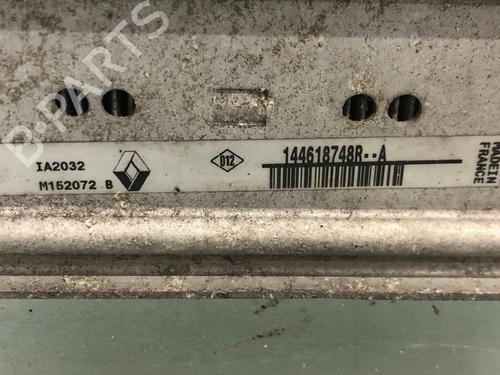 B-PARTS
IA2032
M152072 B
D12
144618748R--A
MADE IN
FRANCE